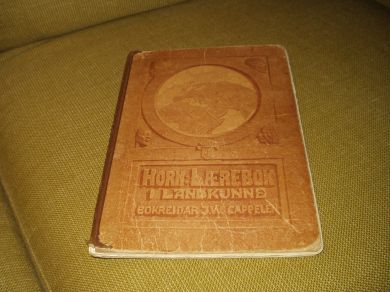 HORN: LÆREBOK
I LANDKUNNE
BOKREIDAR J.W. CAPPELEN